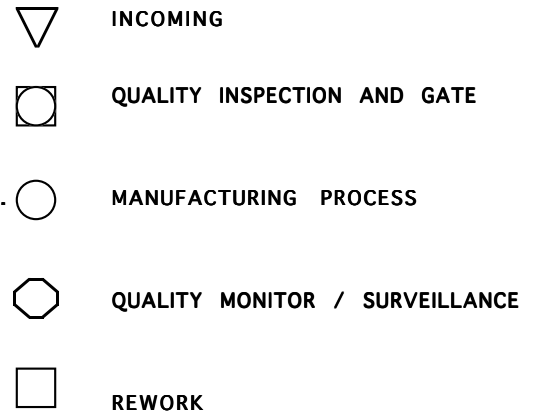 INCOMING
QUALITY INSPECTION AND GATE
MANUFACTURING PROCESS
QUALITY MONITOR / SURVEILLANCE
REWORK